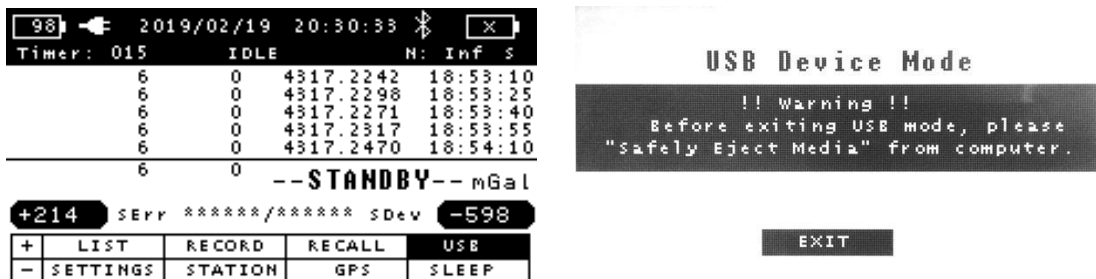 98 2019/02/19 20:30:33 X
Timer: 015 IDLE N: Inf S
6 0 4317.2242 18:53:10
6 0 4317.2298 18:53:25
6 0 4317.2271 18:53:40
6 0 4317.2317 18:53:55
6 0 4317.2470 18:54:10
6 0 --STANDBY-- mGal
+214 SErr ******/****** SDev -598
+ LIST RECORD RECALL USB
- SETTINGS STATION GPS SLEEP
USB Device Mode
!! Warning !!
Before exiting USB mode, please
"Safely Eject Media" from computer.
EXIT